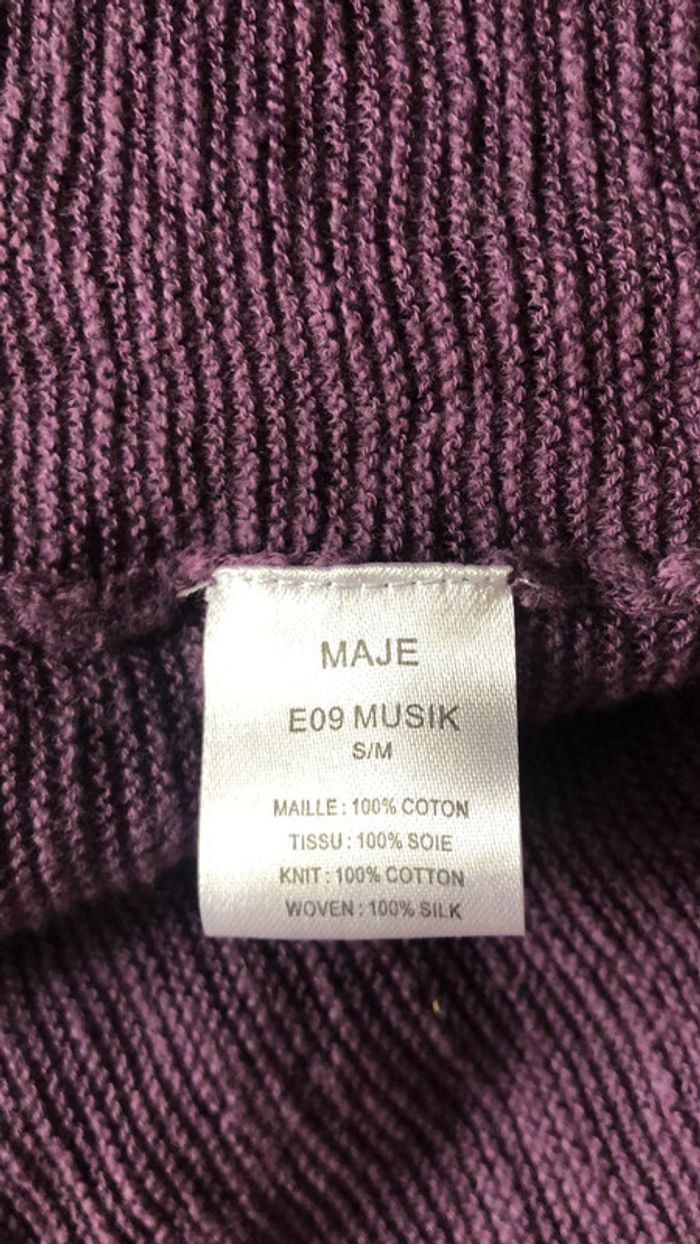 MAJE
E09 MUSIK
S/M
MAILLE : 100% COTON
TISSU : 100% SOIE
KNIT : 100% COTTON
WOVEN : 100% SILK